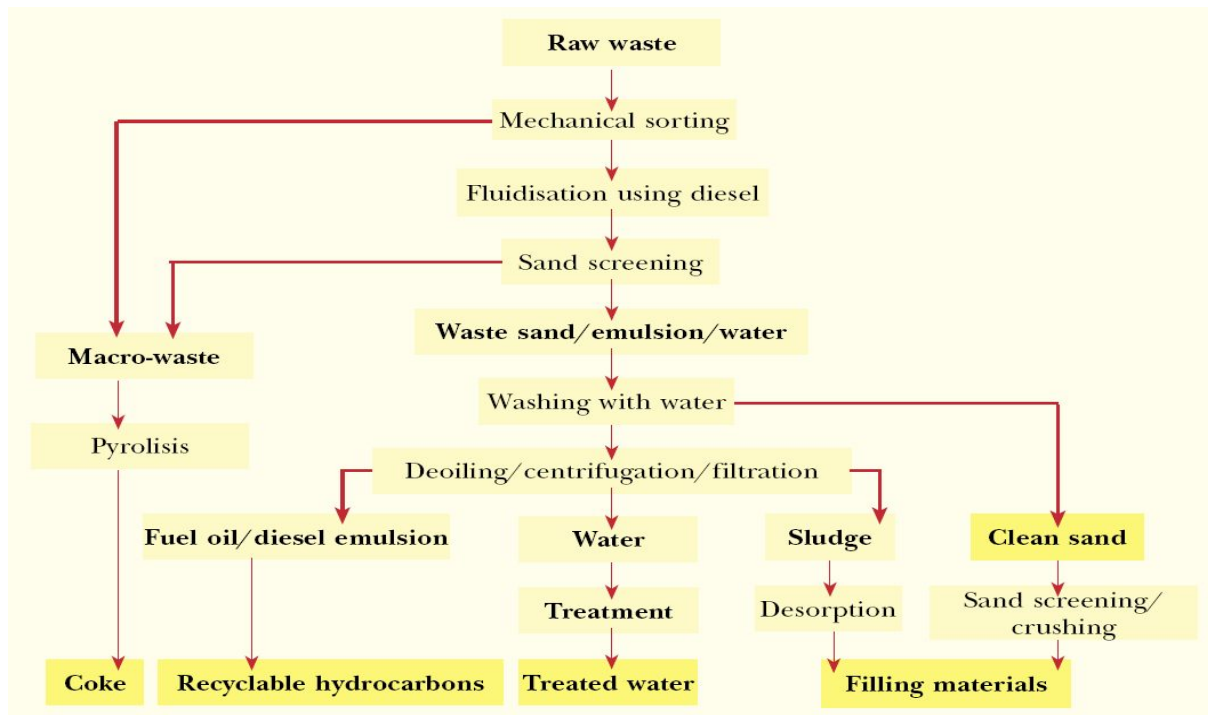 Raw waste
Mechanical sorting
Fluidisation using diesel
Sand screening
Waste sand/emulsion/water
Macro-waste
Washing with water
Pyrolisis
Deoiling/centrifugation/filtration
Fuel oil/diesel emulsion
Water
Sludge
Clean sand
Treatment
Desorption
Sand screening/
crushing
Coke
Recyclable hydrocarbons
Treated water
Filling materials